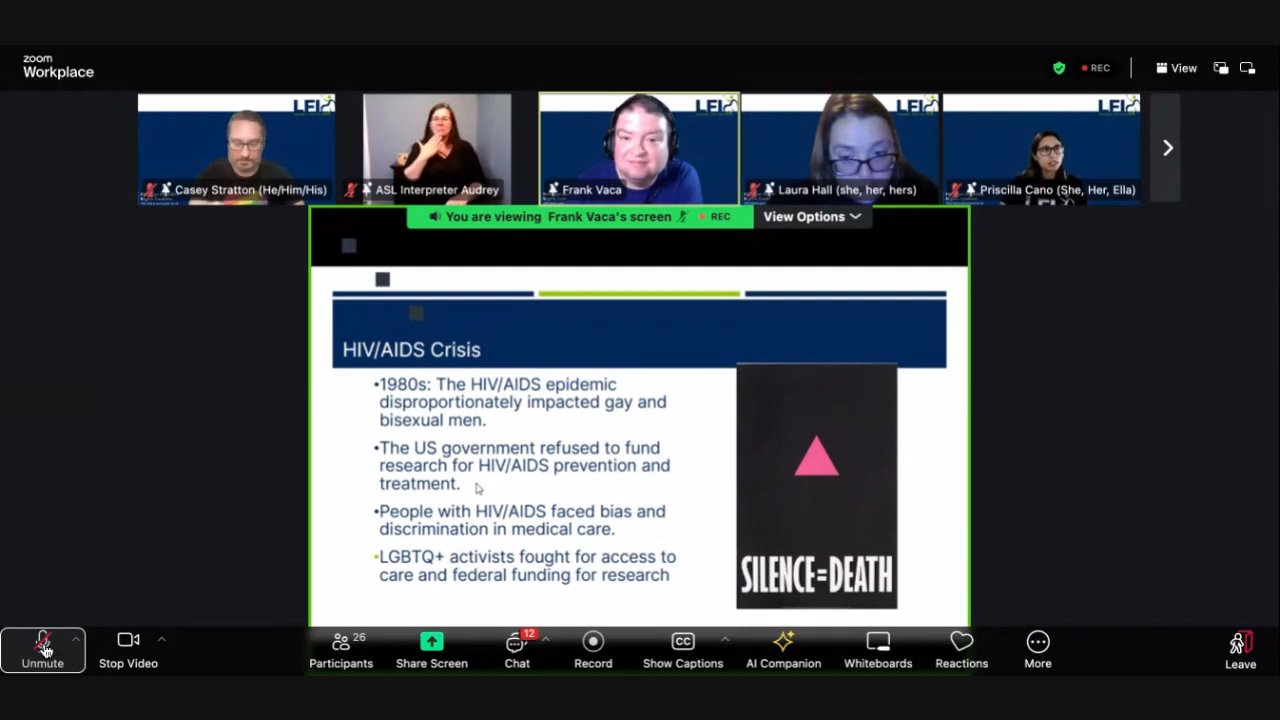 zoom
Workplace
REC
View
LEI
LEI
LEI
LEI
Casey Stratton (He/Him/His)
ASL Interpreter Audrey
Frank Vaca
Laura Hall (she, her, hers)
Priscilla Cano (She, Her, Ella)
You are viewing Frank Vaca's screen
REC
View Options
HIV/AIDS Crisis
•1980s: The HIV/AIDS epidemic
disproportionately impacted gay and
bisexual men.
•The US government refused to fund
research for HIV/AIDS prevention and
treatment.
•People with HIV/AIDS faced bias and
discrimination in medical care.
•LGBTQ+ activists fought for access to
care and federal funding for research
SILENCE=DEATH
Unmute
Stop Video
26
Participants
Share Screen
12
Chat
Record
CC
Show Captions
AI Companion
Whiteboards
Reactions
More
Leave